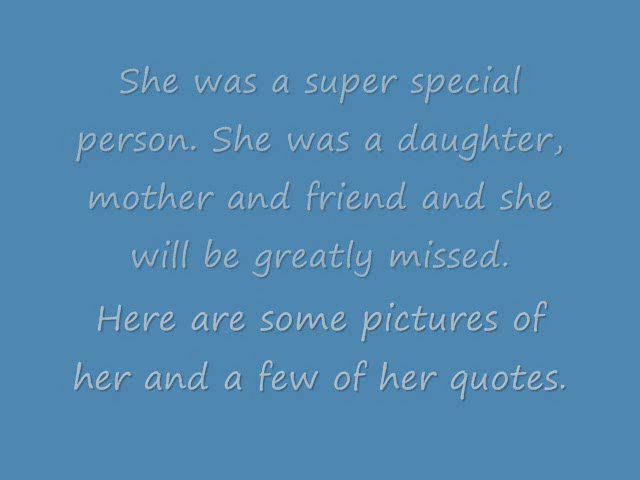 She was a super special
person. She was a daughter,
mother and friend and she
will be greatly missed.
Here are some pictures of
her and a few of her quotes.